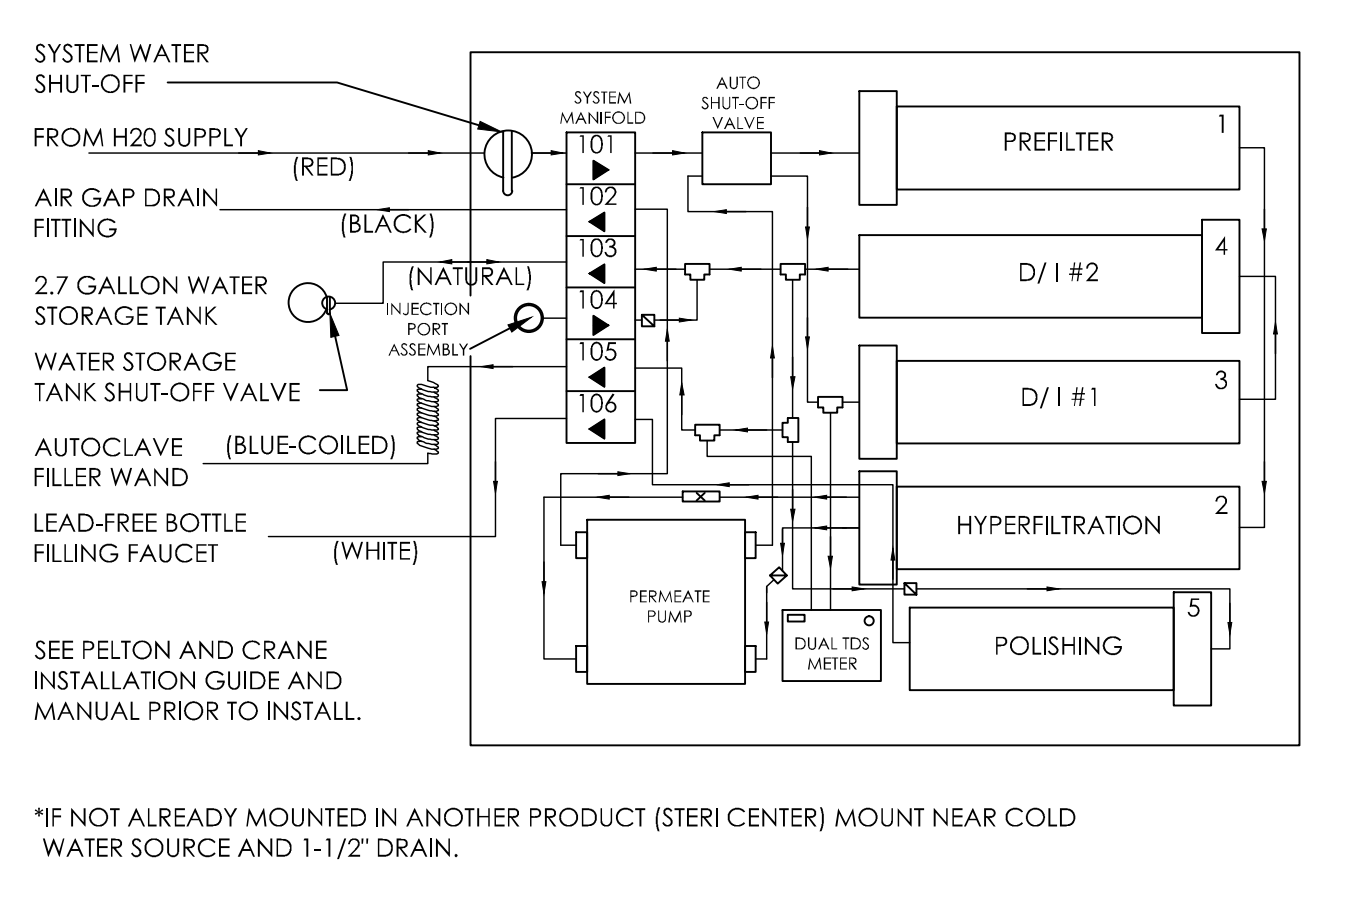 SYSTEM WATER
SHUT-OFF
FROM H20 SUPPLY
(RED)
AIR GAP DRAIN
FITTING
(BLACK)
2.7 GALLON WATER
STORAGE TANK
(NATURAL)
WATER STORAGE
TANK SHUT-OFF VALVE
INJECTION
PORT
ASSEMBLY
AUTOCLAVE
FILLER WAND
(BLUE-COILED)
LEAD-FREE BOTTLE
FILLING FAUCET
(WHITE)
SYSTEM
MANIFOLD
101
102
103
104
105
106
AUTO
SHUT-OFF
VALVE
PREFILTER
1
D/I #2
4
D/I #1
3
HYPERFILTRATION
2
POLISHING
5
PERMEATE
PUMP
DUAL TDS
METER
SEE PELTON AND CRANE
INSTALLATION GUIDE AND
MANUAL PRIOR TO INSTALL.
*IF NOT ALREADY MOUNTED IN ANOTHER PRODUCT (STERI CENTER) MOUNT NEAR COLD
WATER SOURCE AND 1-1/2" DRAIN.